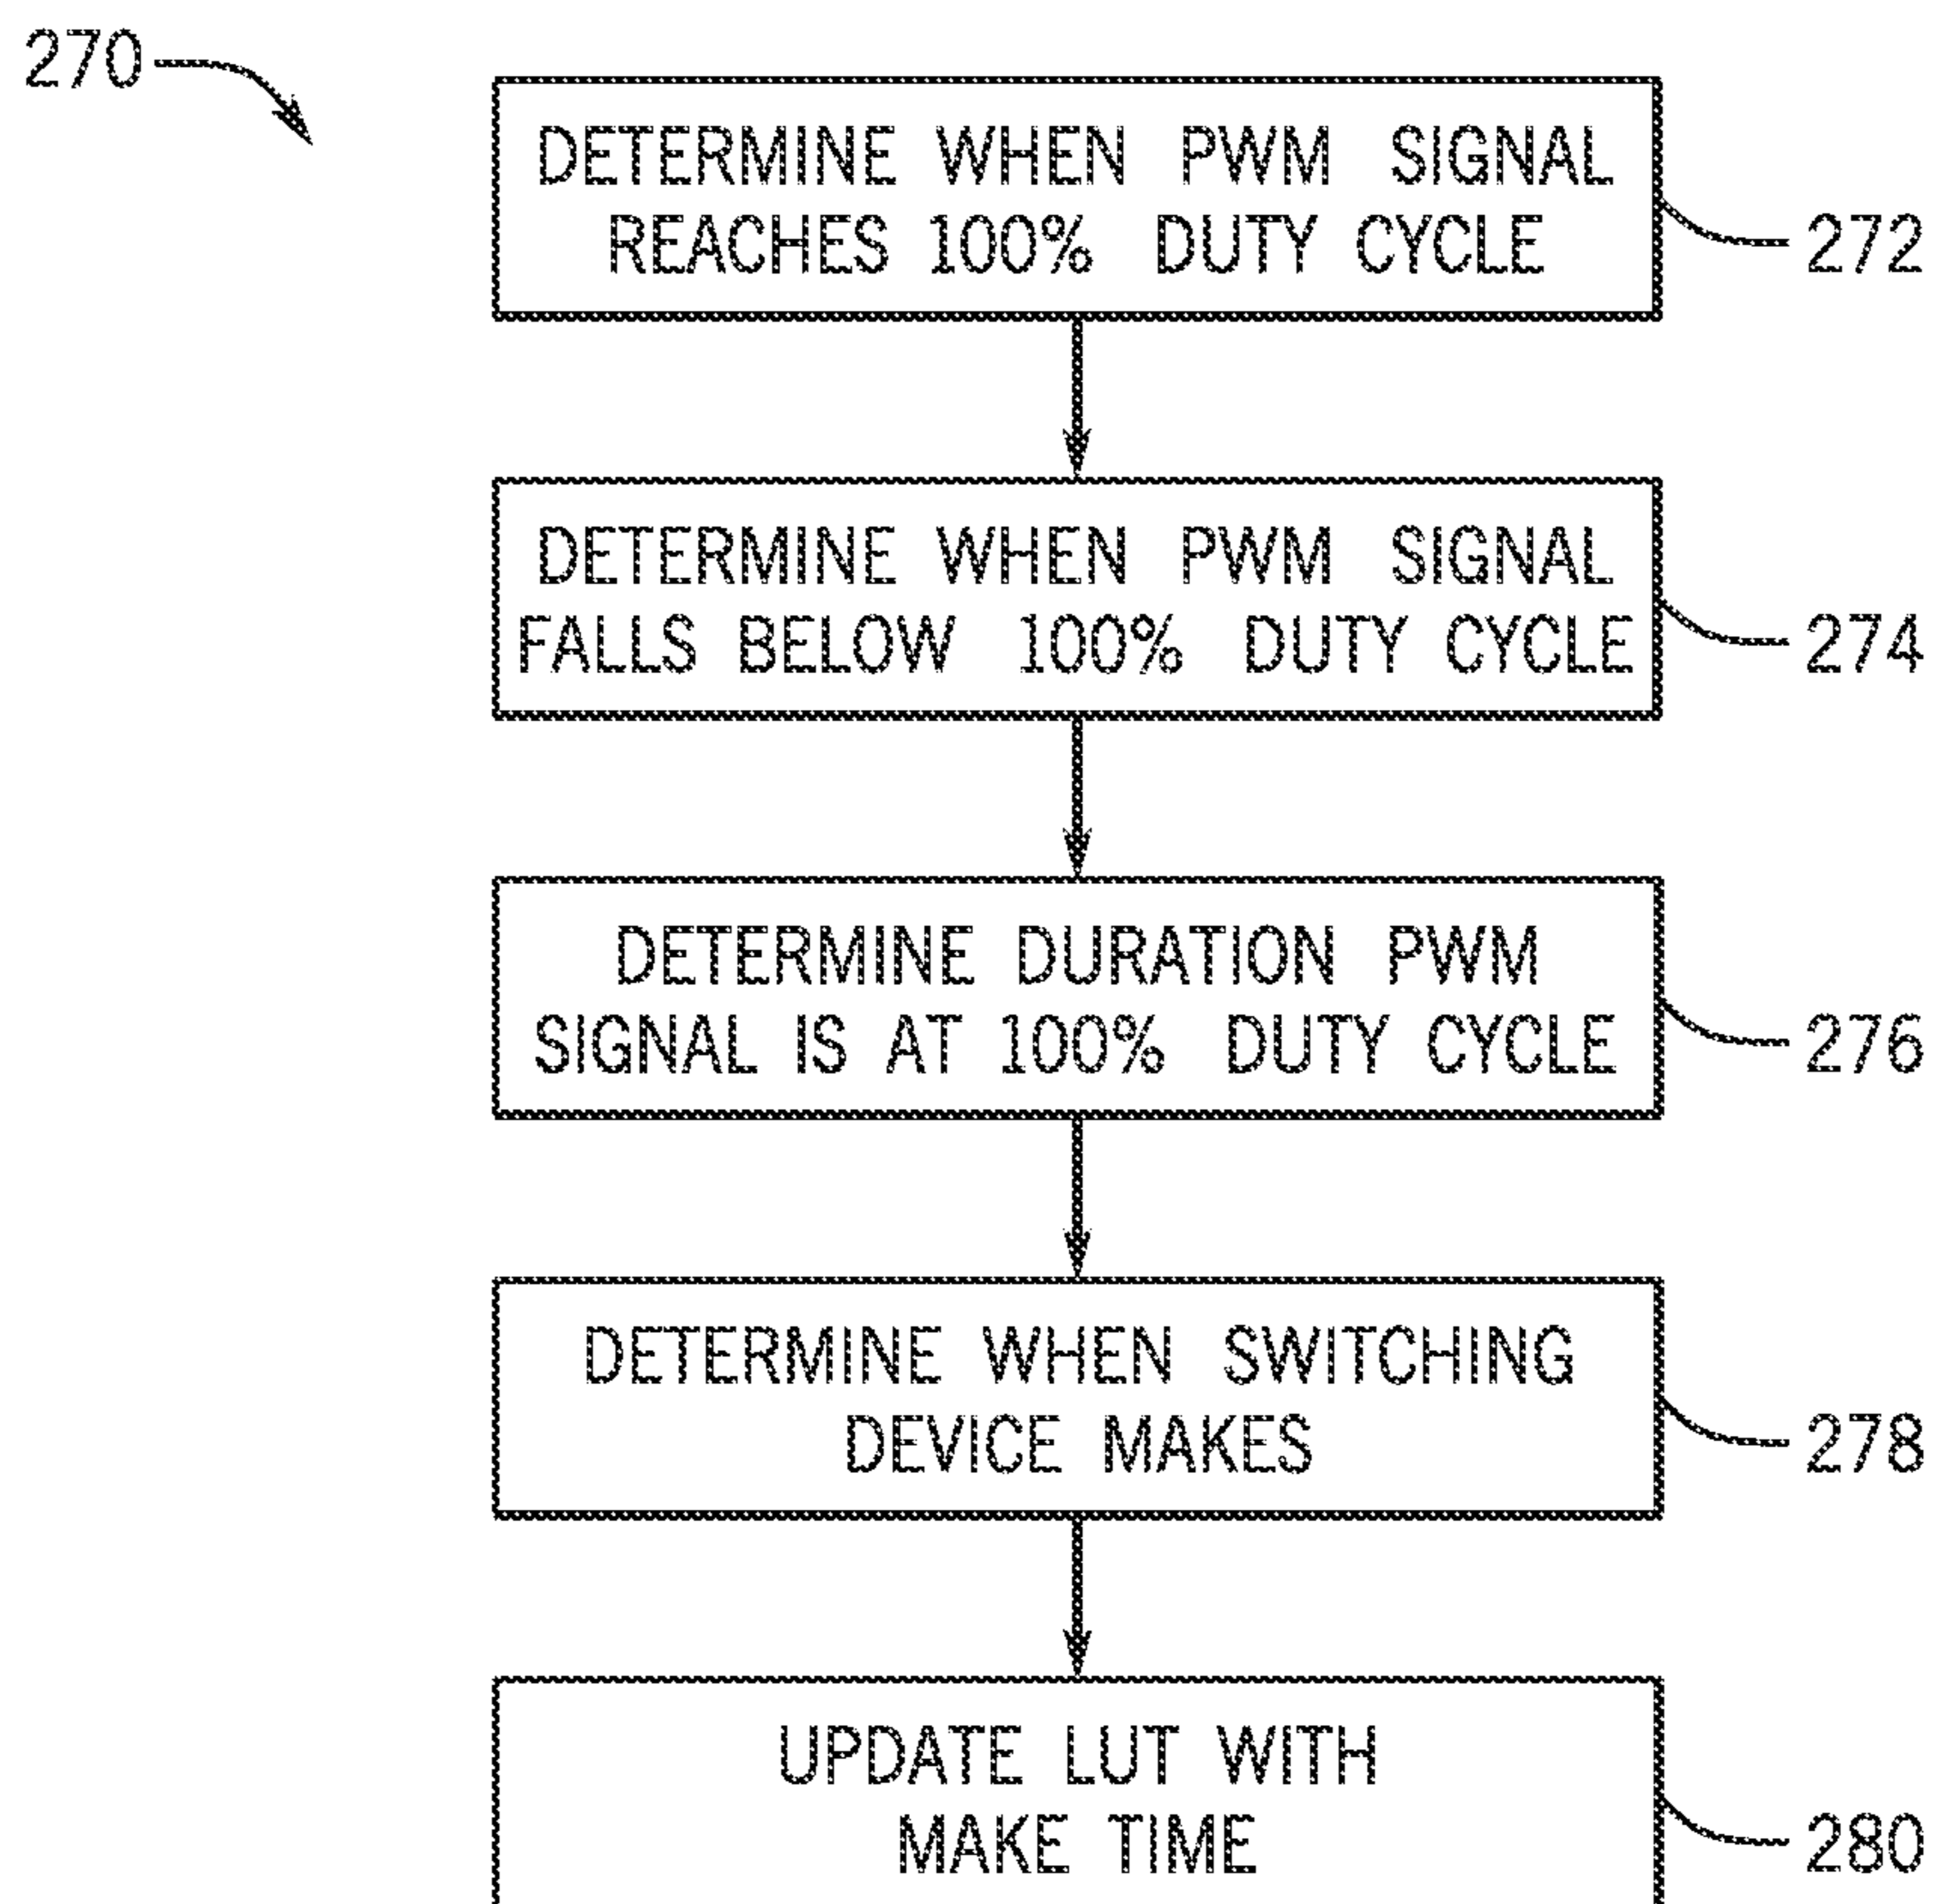 270
DETERMINE WHEN PWM SIGNAL
REACHES 100% DUTY CYCLE
272
DETERMINE WHEN PWM SIGNAL
FALLS BELOW 100% DUTY CYCLE
274
DETERMINE DURATION PWM
SIGNAL IS AT 100% DUTY CYCLE
276
DETERMINE WHEN SWITCHING
DEVICE MAKES
278
UPDATE LUT WITH
MAKE TIME
280